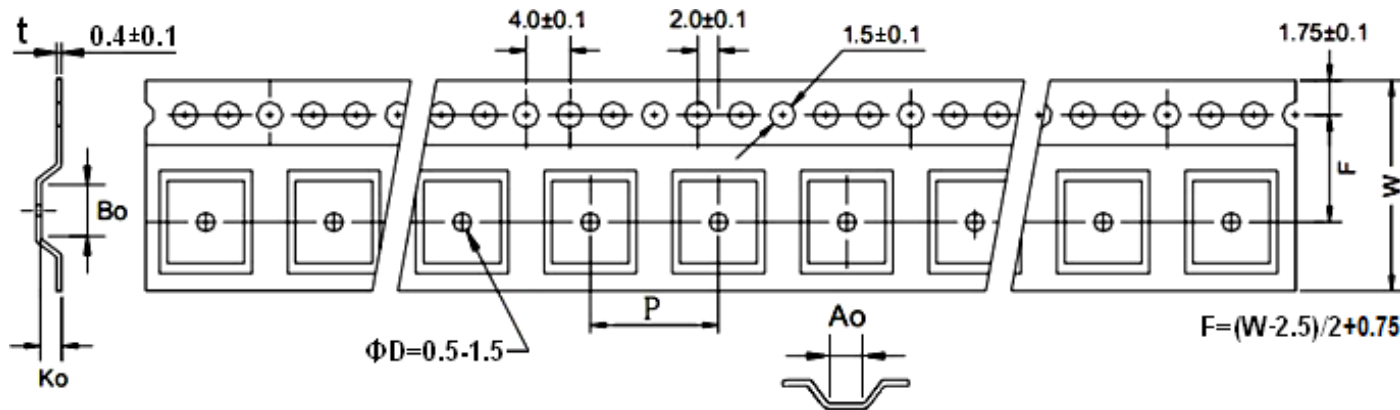 t
0.4±0.1
4.0±0.1
2.0±0.1
1.5±0.1
1.75±0.1
Bo
Ko
F
W
ΦD=0.5-1.5
P
Ao
F=(W-2.5)/2+0.75